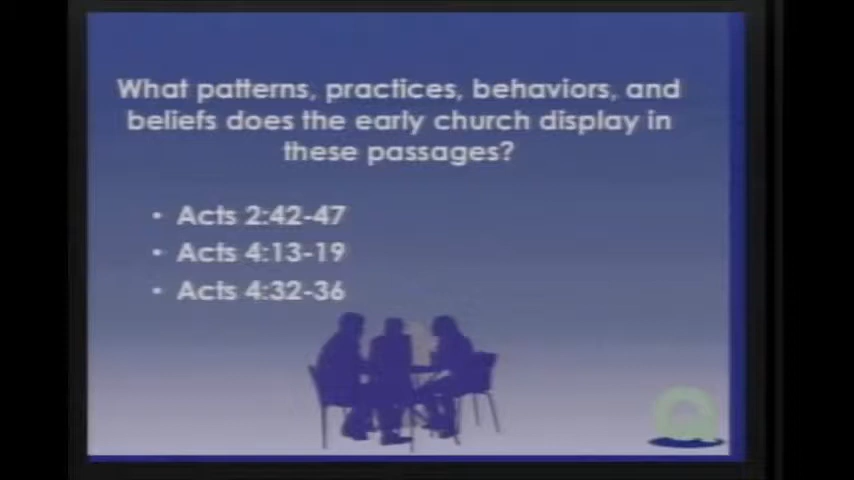 What patterns, practices, behaviors, and
beliefs does the early church display in
these passages?
• Acts 2:42-47
• Acts 4:13-19
• Acts 4:32-36